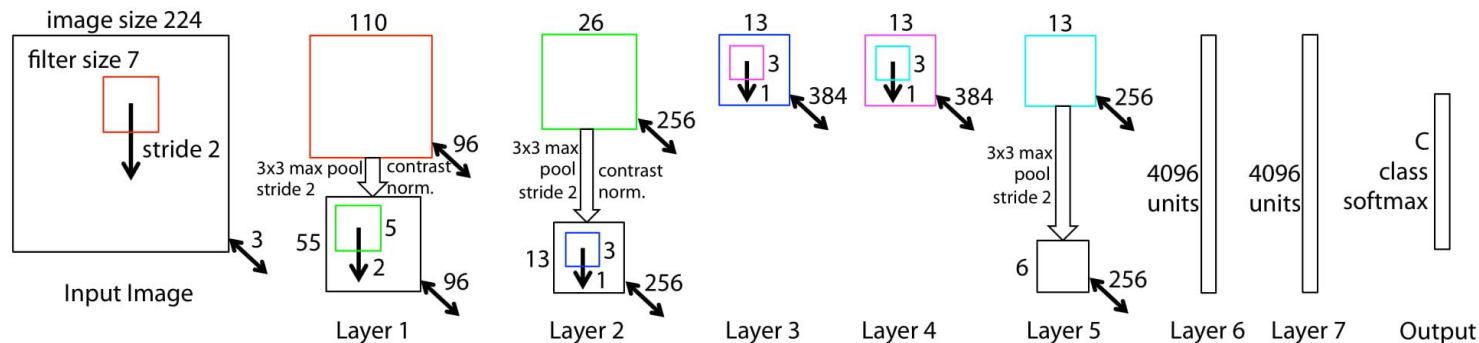 image size 224
filter size 7
stride 2
3
Input Image
110
96
3x3 max pool
stride 2
contrast
norm.
55
5
2
96
Layer 1
26
256
3x3 max
pool
stride 2
contrast
norm.
13
3
1
256
Layer 2
13
3
1
384
Layer 3
13
3
1
384
Layer 4
13
256
3x3 max
pool
stride 2
6
256
Layer 5
4096
units
Layer 6
4096
units
Layer 7
C
class
softmax
Output